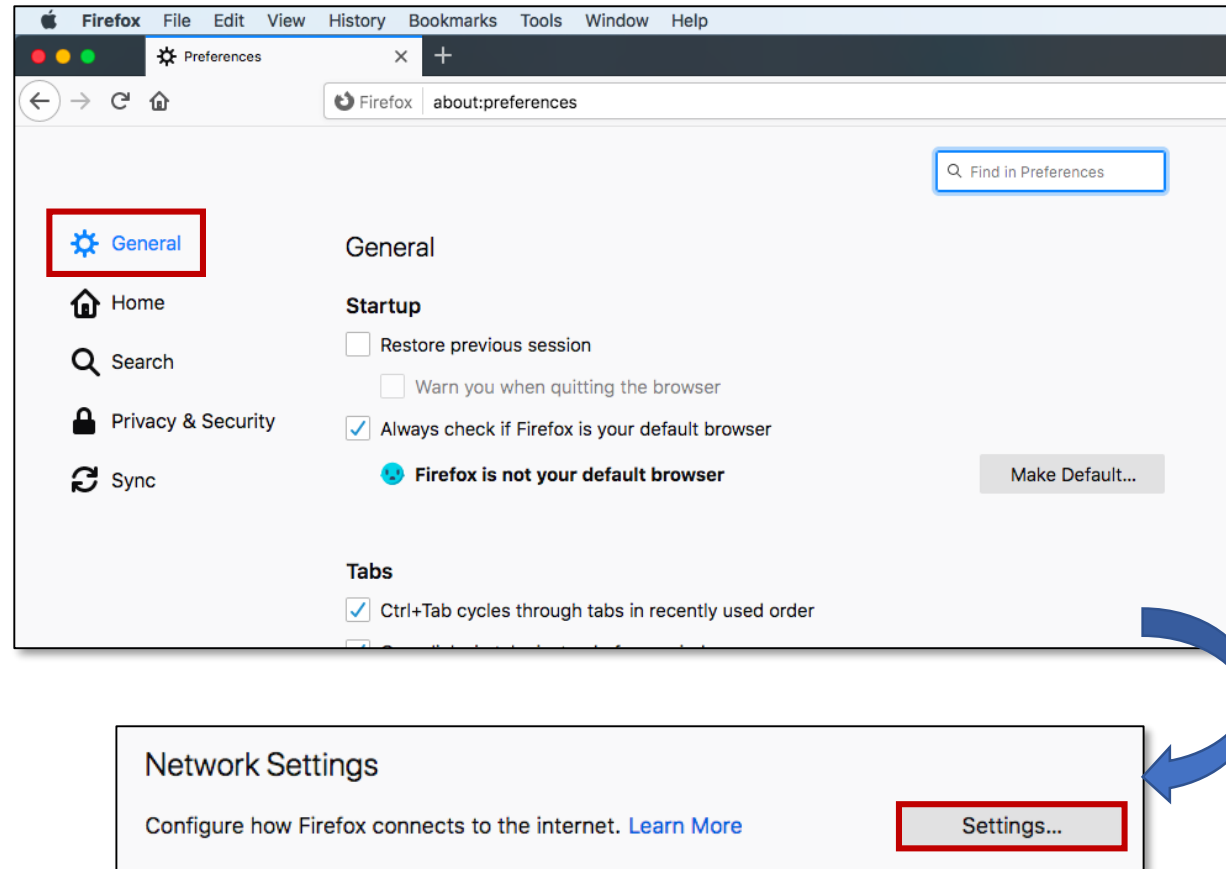 Firefox File Edit View History Bookmarks Tools Window Help
Preferences
Firefox about:preferences
Find in Preferences
General
Home
Search
Privacy & Security
Sync
General
Startup
Restore previous session
Warn you when quitting the browser
Always check if Firefox is your default browser
Firefox is not your default browser Make Default...
Tabs
Ctrl+Tab cycles through tabs in recently used order
Network Settings
Configure how Firefox connects to the internet. Learn More Settings...